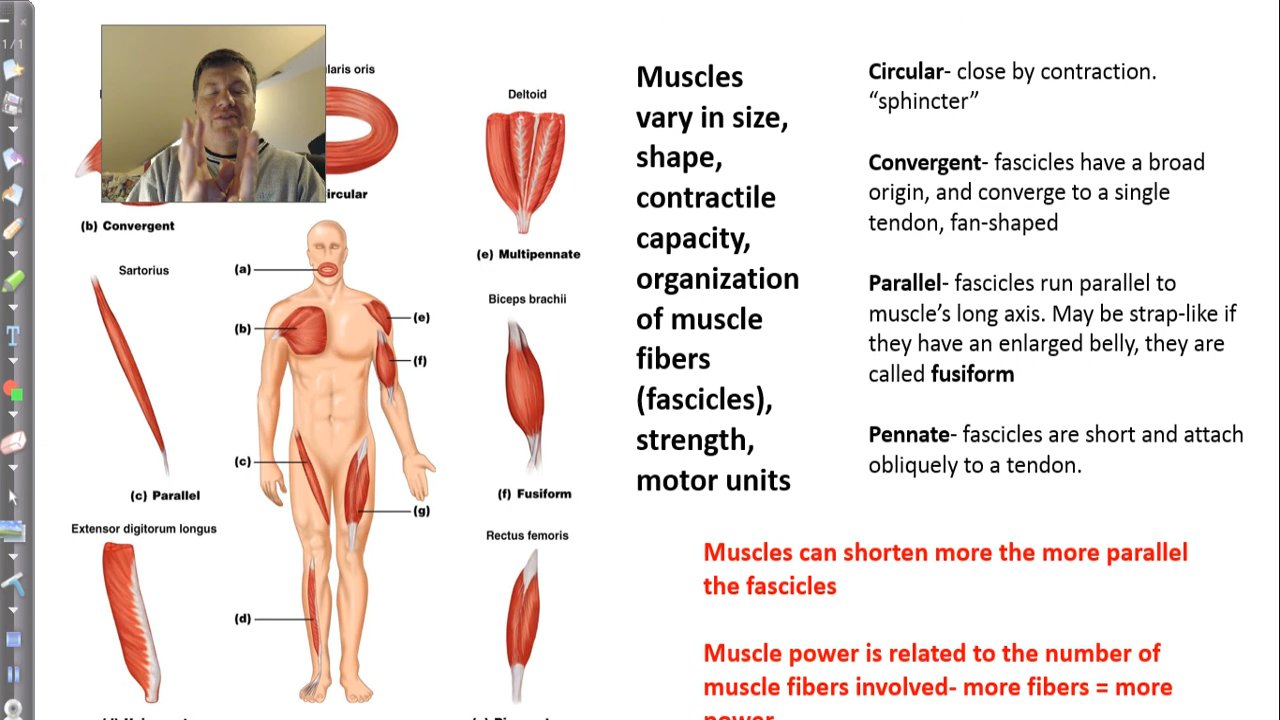 1/1
laris oris
ircular
(b) Convergent
Deltoid
(e) Multipennate
Sartorius
(c) Parallel
(a)
(b)
(e)
(f)
(c)
(g)
(d)
Biceps brachii
(f) Fusiform
Extensor digitorum longus
Rectus femoris
Muscles
vary in size,
shape,
contractile
capacity,
organization
of muscle
fibers
(fascicles),
strength,
motor units
Circular- close by contraction.
“sphincter”
Convergent- fascicles have a broad
origin, and converge to a single
tendon, fan-shaped
Parallel- fascicles run parallel to
muscle’s long axis. May be strap-like if
they have an enlarged belly, they are
called fusiform
Pennate- fascicles are short and attach
obliquely to a tendon.
Muscles can shorten more the more parallel
the fascicles
Muscle power is related to the number of
muscle fibers involved- more fibers = more
power